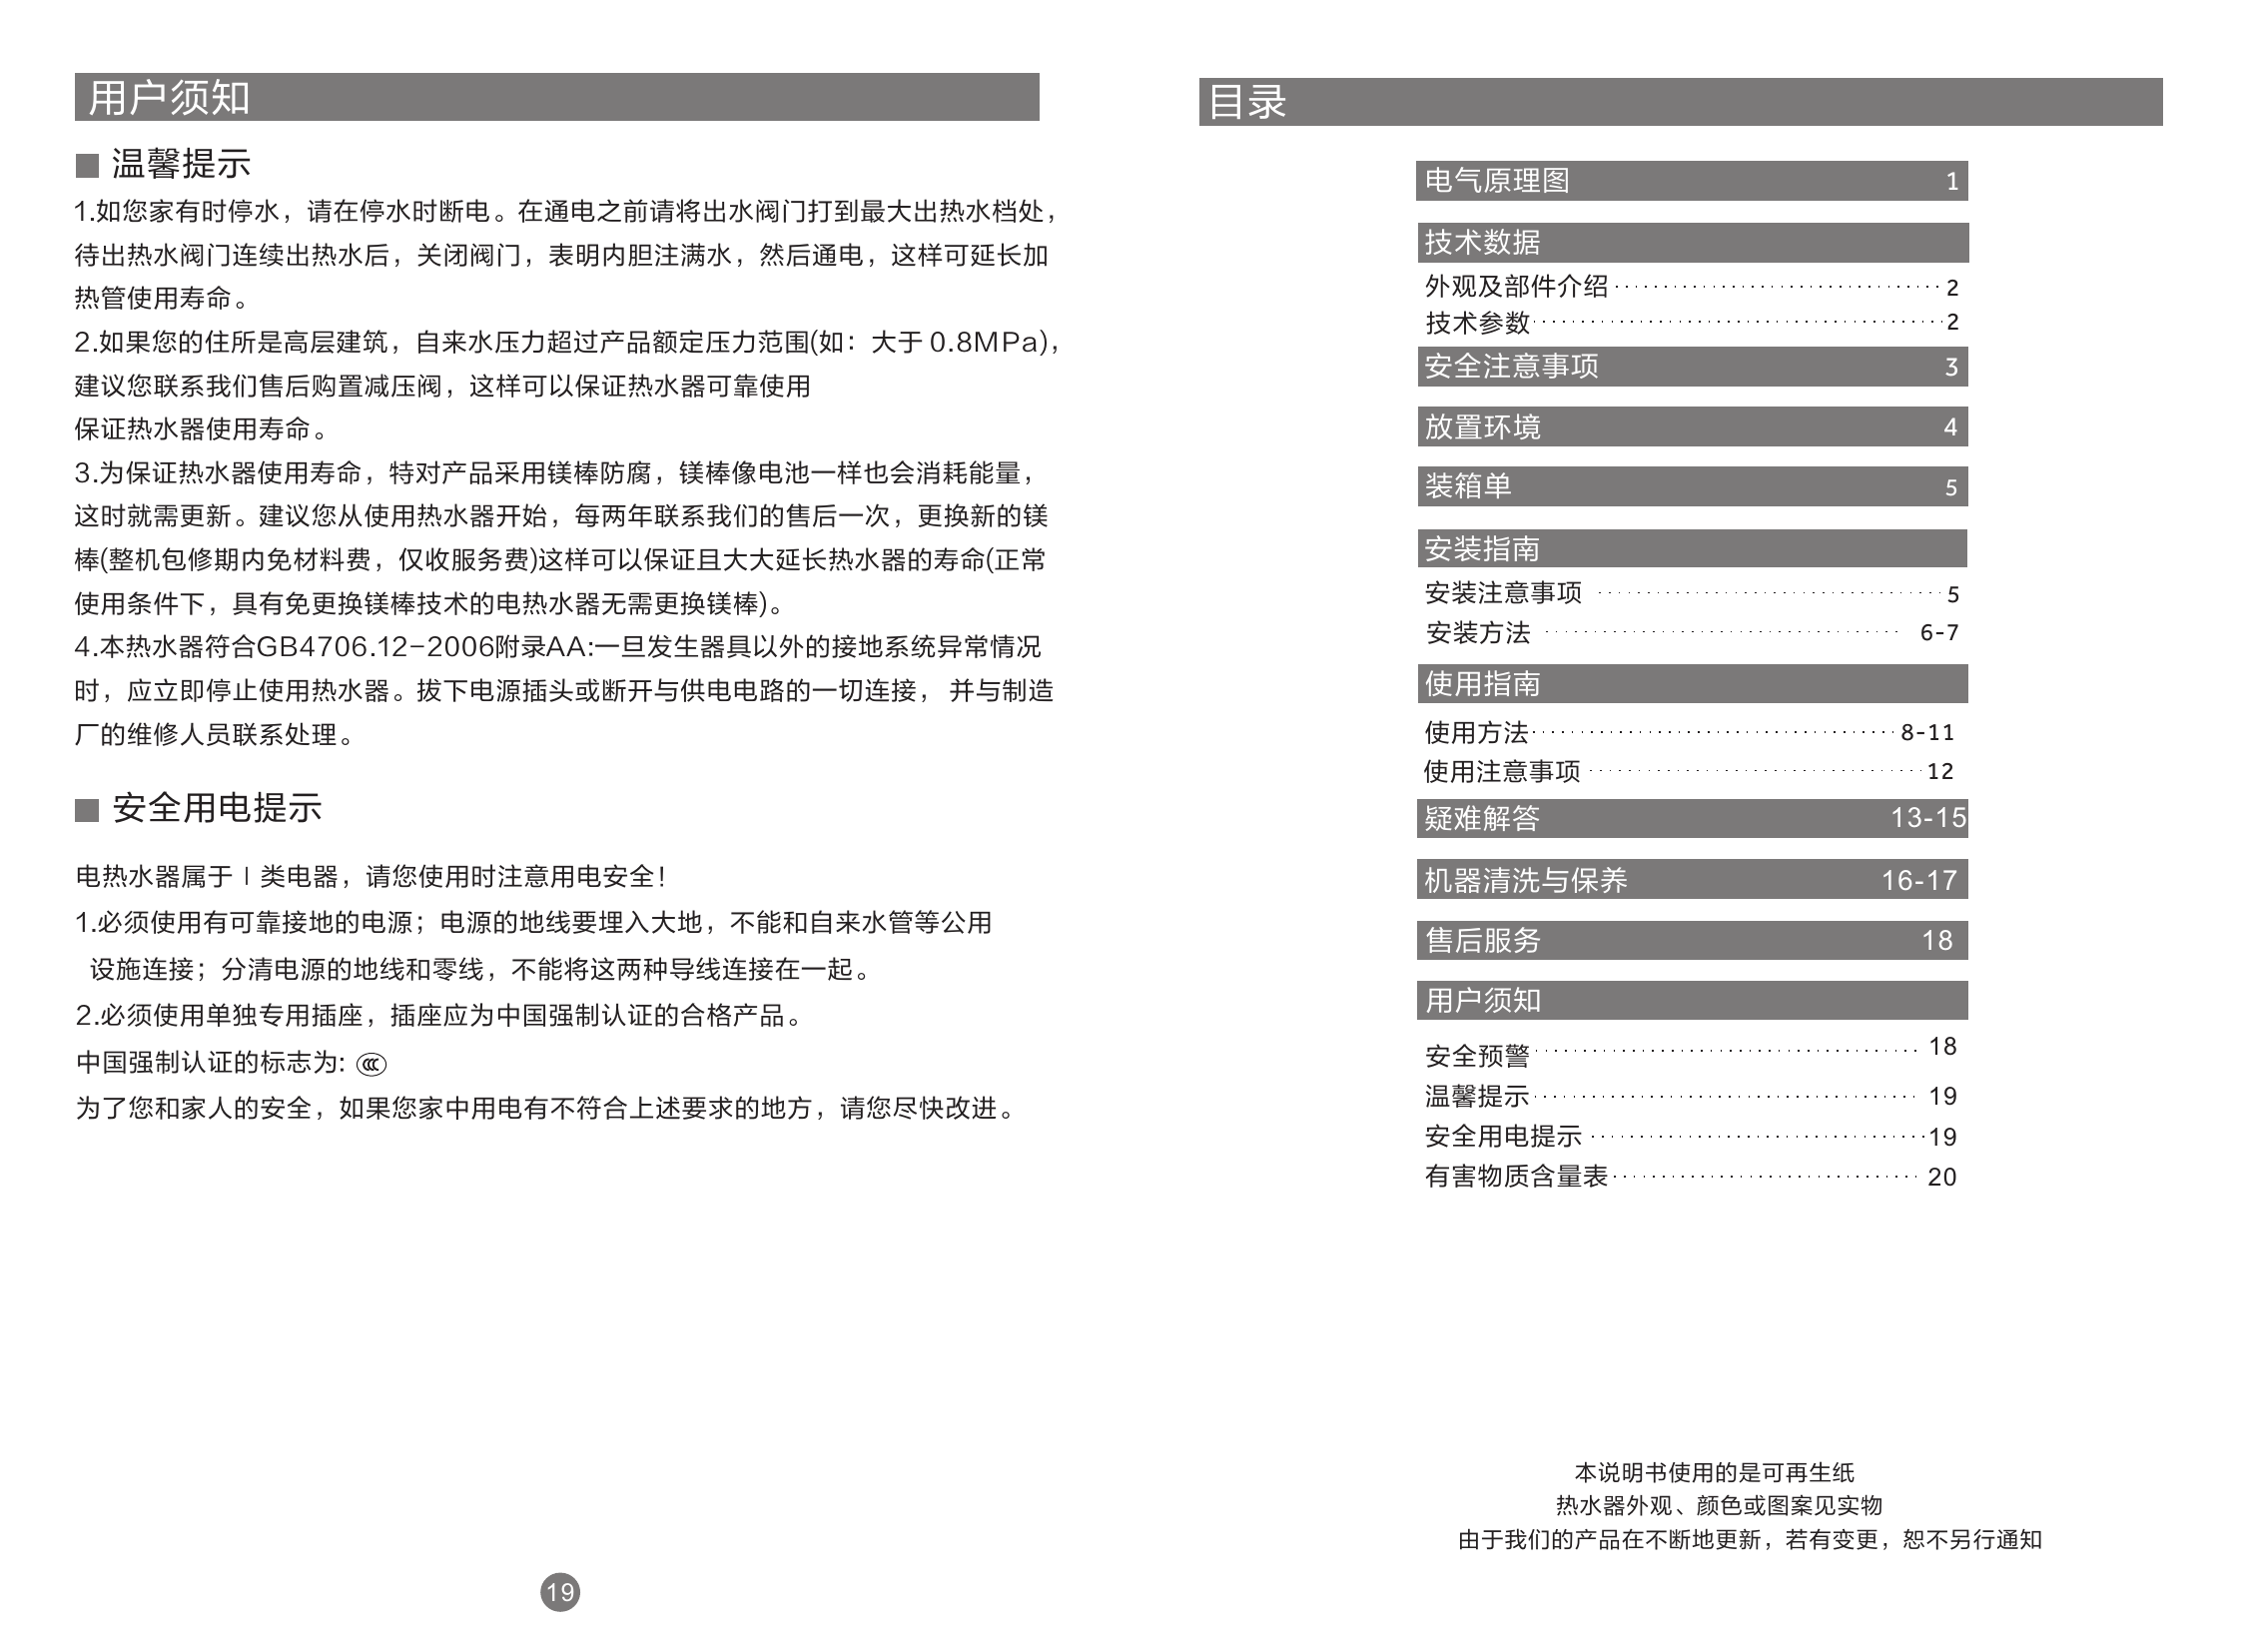 用户须知
温馨提示
1.如您家有时停水，请在停水时断电。在通电之前请将出水阀门打到最大出热水档处，
待出热水阀门连续出热水后，关闭阀门，表明内胆注满水，然后通电，这样可延长加
热管使用寿命。
2.如果您的住所是高层建筑，自来水压力超过产品额定压力范围(如：大于 0.8MPa)，
建议您联系我们售后购置减压阀，这样可以保证热水器可靠使用
保证热水器使用寿命。
3.为保证热水器使用寿命，特对产品采用镁棒防腐，镁棒像电池一样也会消耗能量，
这时就需更新。建议您从使用热水器开始，每两年联系我们的售后一次，更换新的镁
棒(整机包修期内免材料费，仅收服务费)这样可以保证且大大延长热水器的寿命(正常
使用条件下，具有免更换镁棒技术的电热水器无需更换镁棒)。
4.本热水器符合GB4706.12-2006附录AA:一旦发生器具以外的接地系统异常情况
时，应立即停止使用热水器。拔下电源插头或断开与供电电路的一切连接， 并与制造
厂的维修人员联系处理。
安全用电提示
电热水器属于 I 类电器，请您使用时注意用电安全！
1.必须使用有可靠接地的电源；电源的地线要埋入大地，不能和自来水管等公用
设施连接；分清电源的地线和零线，不能将这两种导线连接在一起。
2.必须使用单独专用插座，插座应为中国强制认证的合格产品。
中国强制认证的标志为: CCC
为了您和家人的安全，如果您家中用电有不符合上述要求的地方，请您尽快改进。
19
目录
电气原理图 1
技术数据
外观及部件介绍 2
技术参数 2
安全注意事项 3
放置环境 4
装箱单 5
安装指南
安装注意事项 5
安装方法 6-7
使用指南
使用方法 8-11
使用注意事项 12
疑难解答 13-15
机器清洗与保养 16-17
售后服务 18
用户须知
安全预警 18
温馨提示 19
安全用电提示 19
有害物质含量表 20
本说明书使用的是可再生纸
热水器外观、颜色或图案见实物
由于我们的产品在不断地更新，若有变更，恕不另行通知